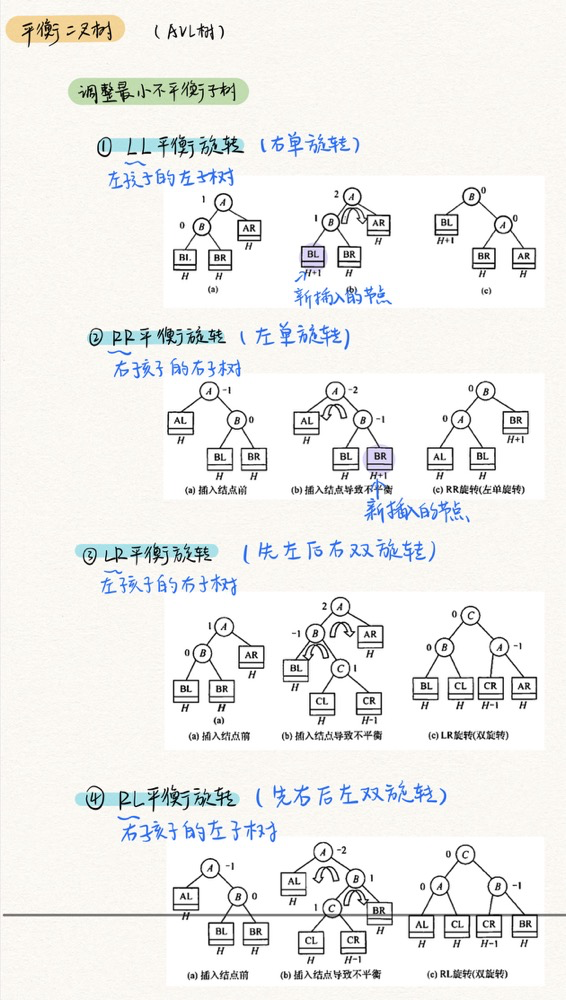 平衡二叉树 (AVL树)
调整最小不平衡子树
① LL平衡旋转 (右单旋转)
左孩子的左子树
1 A
0 B AR
H
BL BR
H H
(a)
2 A
1 B AR
H
BL BR
H+1 H
(b)
新插入的节点
B 0
BL A 0
H+1
BR AR
H H
(c)
② RR平衡旋转 (左单旋转)
右孩子的右子树
A -1
AL B 0
H
BL BR
H H
(a) 插入结点前
A -2
AL B -1
H
BL BR
H H+1
(b) 插入结点导致不平衡
新插入的节点
0 B
0 A BR
H+1
AL BL
H H
(c) RR旋转(左单旋转)
③ LR平衡旋转 (先左后右双旋转)
左孩子的右子树
1 A
0 B AR
H
BL BR
H H
(a)
(a) 插入结点前
2 A
-1 B AR
H
BL C 1
H
CL CR
H H-1
(b) 插入结点导致不平衡
0 C
0 B A -1
BL CL CR AR
H H H-1 H
(c) LR旋转(双旋转)
④ RL平衡旋转 (先右后左双旋转)
右孩子的左子树
A -1
AL B 0
H
BL BR
H H
(a) 插入结点前
A -2
AL B 1
H
1 C BR
H
CL CR
H H-1
(b) 插入结点导致不平衡
0 C
0 A B -1
AL CL CR BR
H H H-1 H
(c) RL旋转(双旋转)